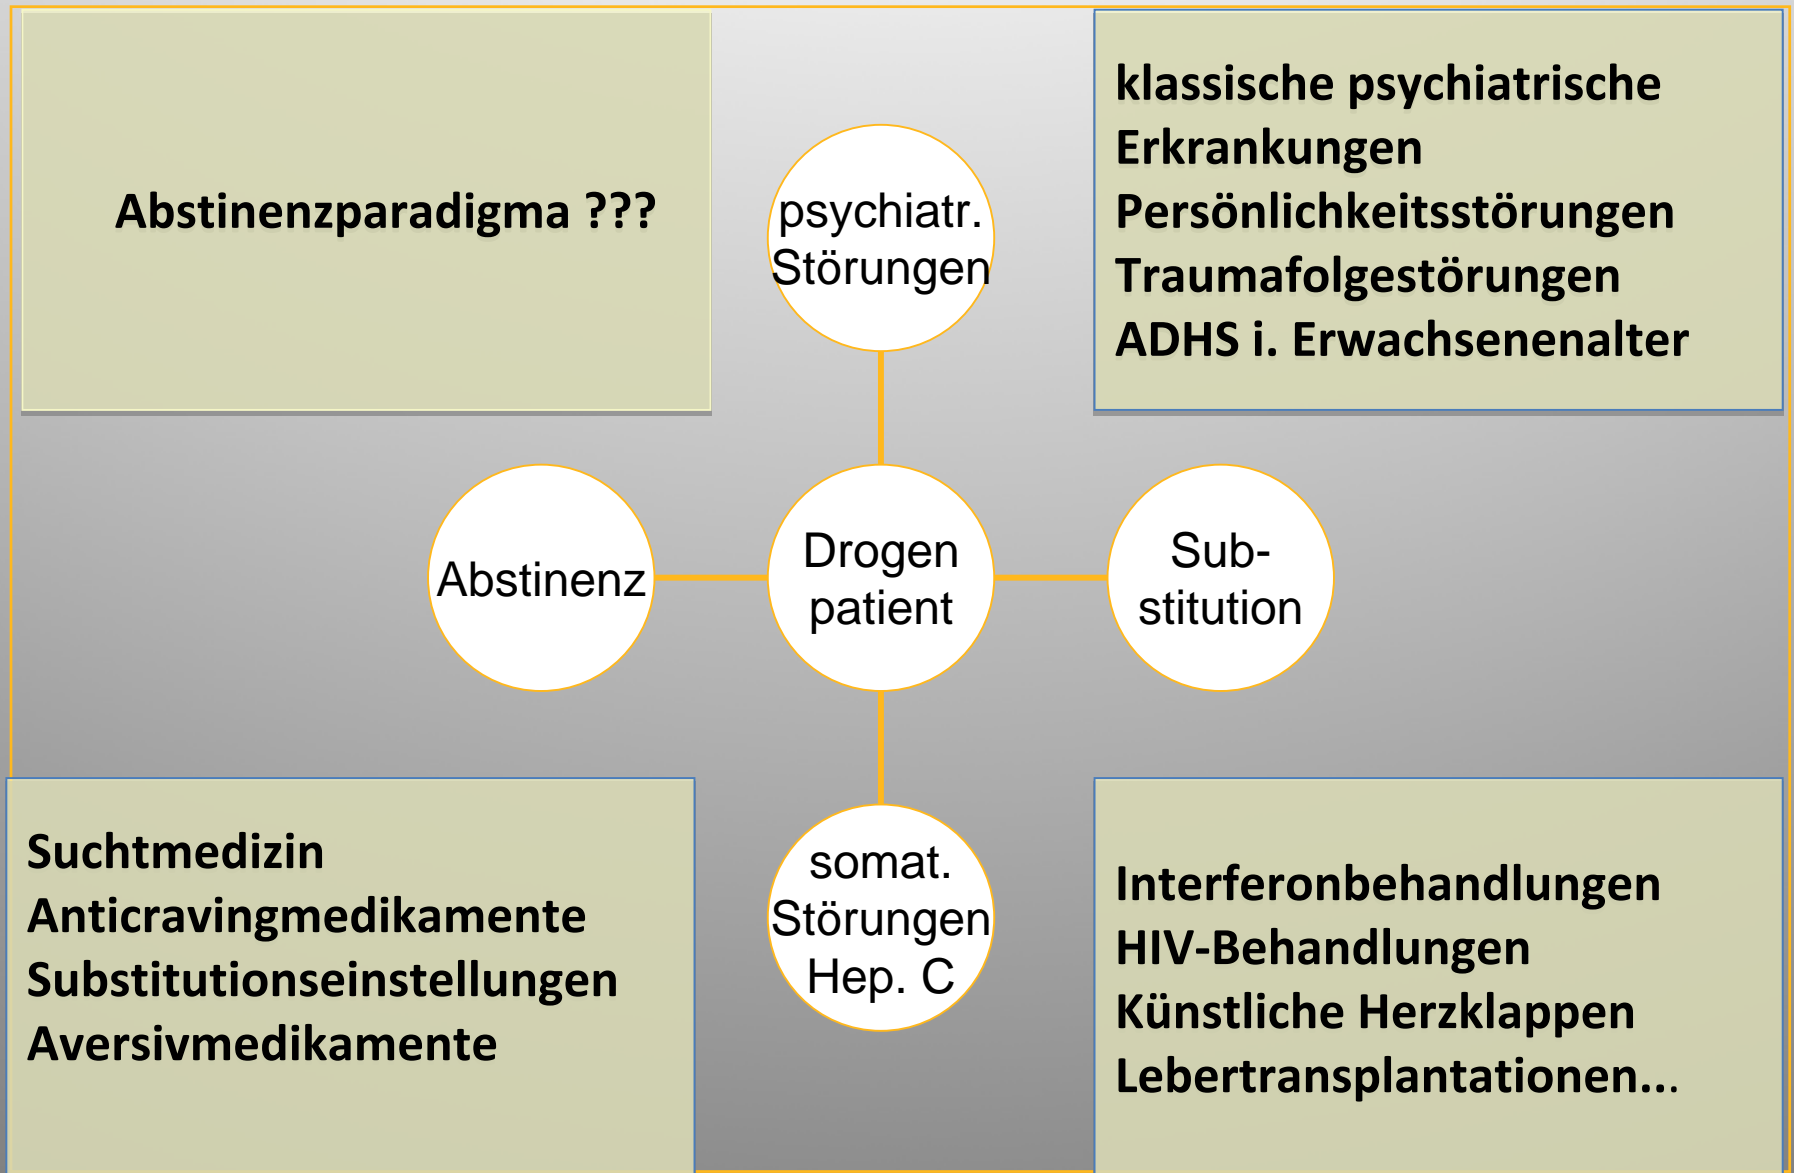 Abstinenzparadigma ???
klassische psychiatrische
Erkrankungen
Persönlichkeitsstörungen
Traumafolgestörungen
ADHS i. Erwachsenenalter
psychiatr.
Störungen
Abstinenz
Drogen
patient
Sub-
stitution
somat.
Störungen
Hep. C
Suchtmedizin
Anticravingmedikamente
Substitutionseinstellungen
Aversivmedikamente
Interferonbehandlungen
HIV-Behandlungen
Künstliche Herzklappen
Lebertransplantationen...